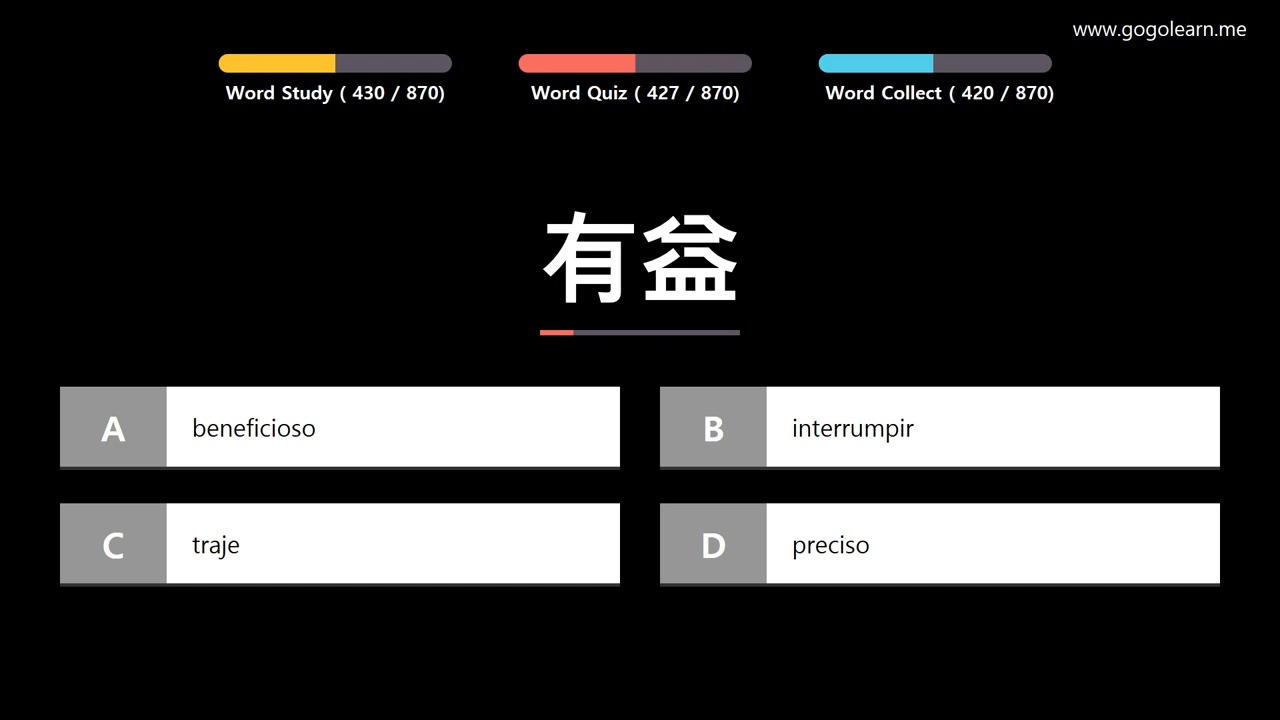 www.gogolearn.me
Word Study ( 430 / 870)
Word Quiz ( 427 / 870)
Word Collect ( 420 / 870)
有益
A beneficioso
B interrumpir
C traje
D preciso